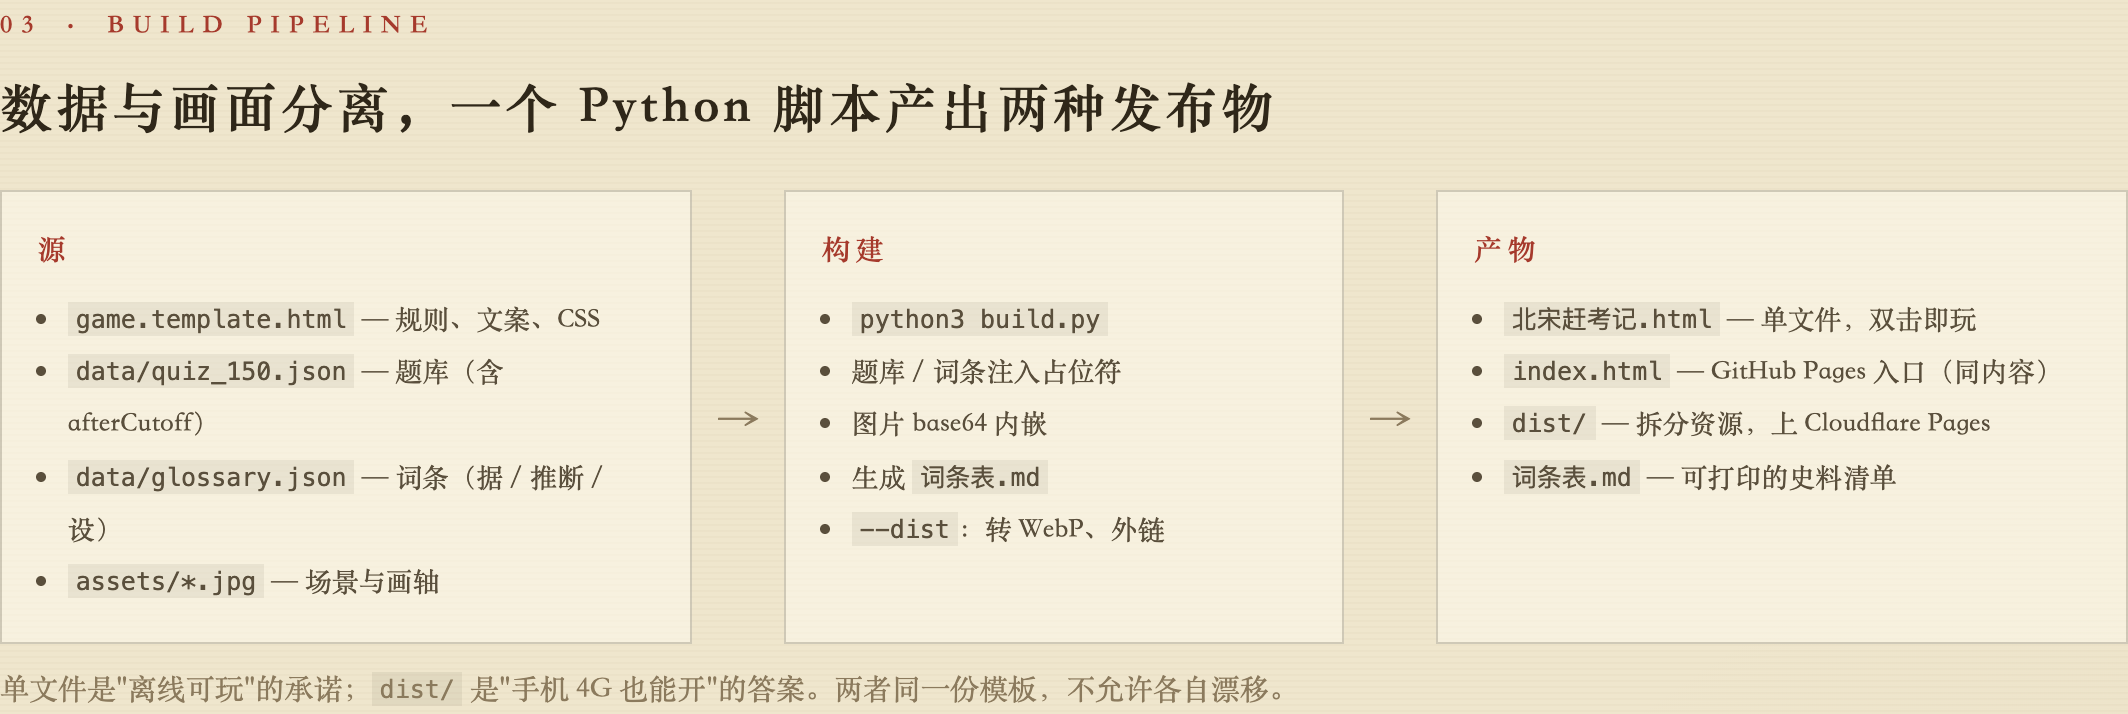 03 · BUILD PIPELINE
数据与画面分离，一个 Python 脚本产出两种发布物
源
game.template.html — 规则、文案、CSS
data/quiz_150.json — 题库（含
afterCutoff）
data/glossary.json — 词条（据 / 推断 /
设）
assets/*.jpg — 场景与画轴
→
构建
python3 build.py
题库 / 词条注入占位符
图片 base64 内嵌
生成 词条表.md
--dist：转 WebP、外链
→
产物
北宋赶考记.html — 单文件，双击即玩
index.html — GitHub Pages 入口（同内容）
dist/ — 拆分资源，上 Cloudflare Pages
词条表.md — 可打印的史料清单
单文件是"离线可玩"的承诺；dist/ 是"手机 4G 也能开"的答案。两者同一份模板，不允许各自漂移。